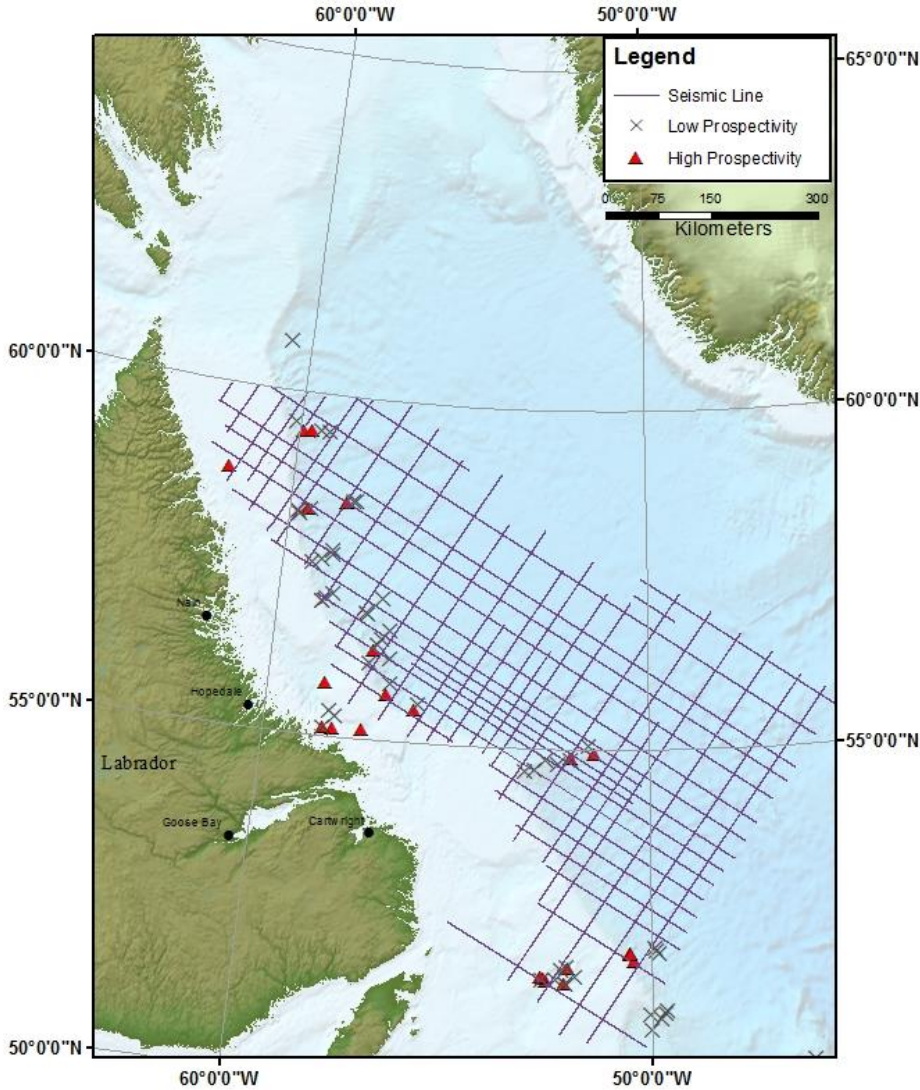 60°0'0"W 50°0'0"W
Legend
Seismic Line
Low Prospectivity
High Prospectivity
65°0'0"N
0 75 150 300
Kilometers
60°0'0"N
60°0'0"N
Nain
Hopedale
55°0'0"N
55°0'0"N
Labrador
Goose Bay
Cartwright
50°0'0"N
60°0'0"W 50°0'0"W